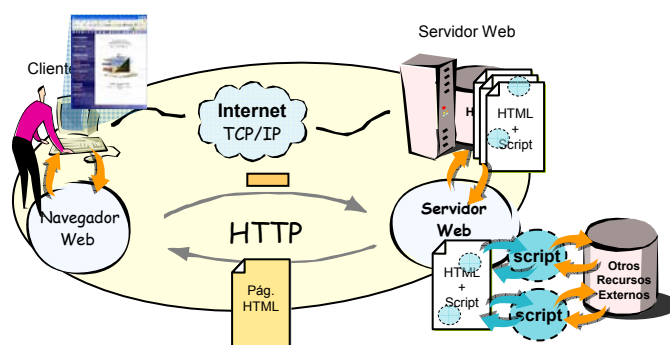 Servidor Web
Cliente
Internet
TCP/IP
HTML
+
Script
Navegador
Web
HTTP
Servidor
Web
Pág.
HTML
HTML
+
Script
script
script
Otros
Recursos
Externos